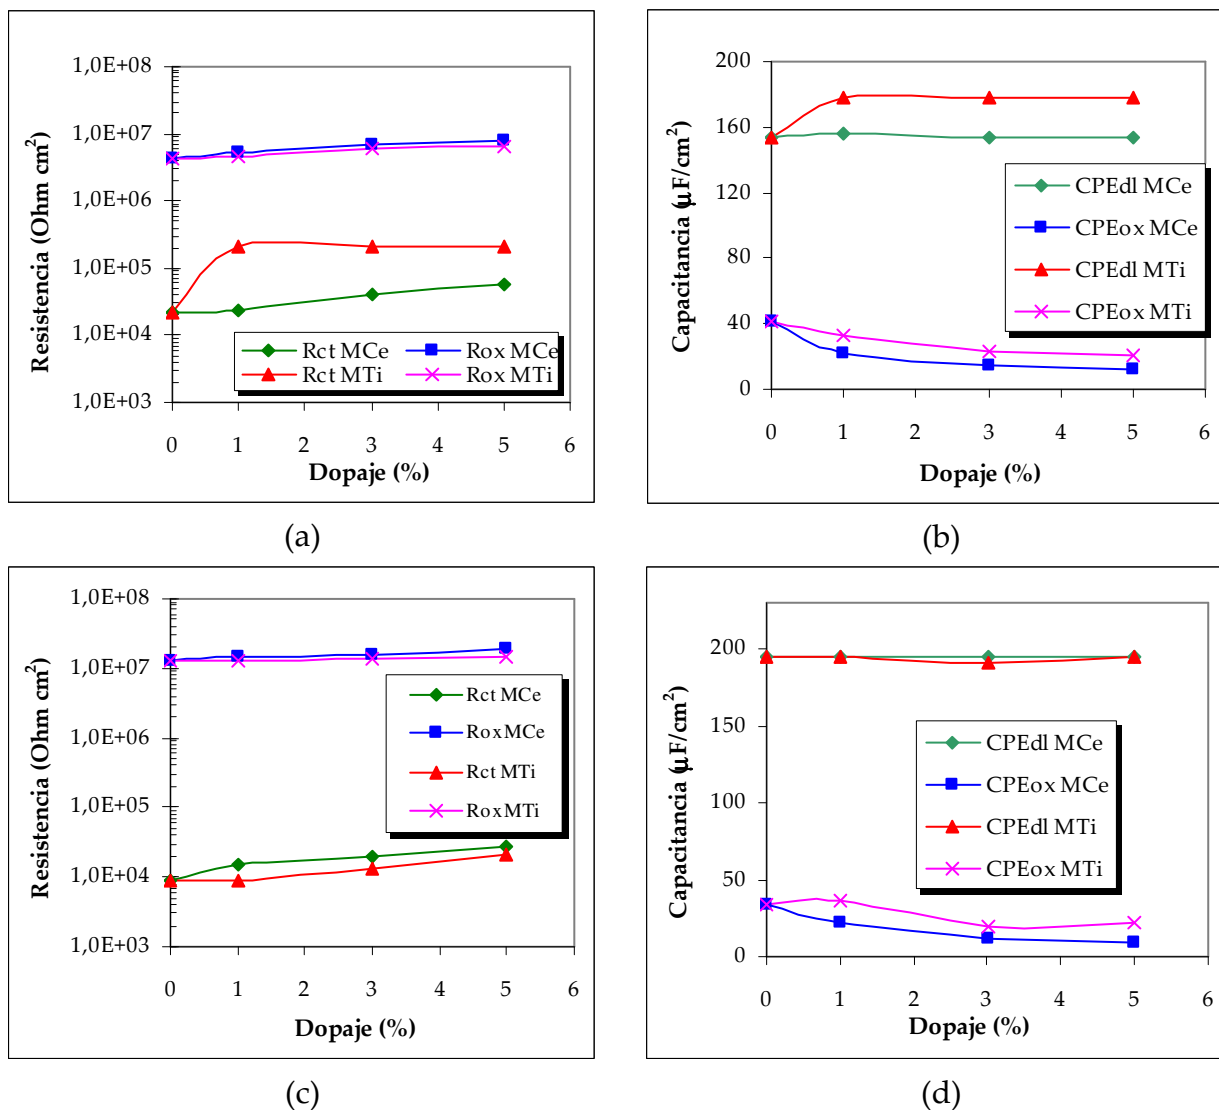 1,0E+08
1,0E+07
1,0E+06
1,0E+05
1,0E+04
1,0E+03
Resistencia (Ohm cm2)
Rct MCe
Rox MCe
Rct MTi
Rox MTi
0 1 2 3 4 5 6
Dopaje (%)
(a)
200
160
120
80
40
0
Capacitancia (µF/cm2)
CPEdl MCe
CPEox MCe
CPEdl MTi
CPEox MTi
0 1 2 3 4 5 6
Dopaje (%)
(b)
1,0E+08
1,0E+07
1,0E+06
1,0E+05
1,0E+04
1,0E+03
Resistencia (Ohm cm2)
Rct MCe
Rox MCe
Rct MTi
Rox MTi
0 1 2 3 4 5 6
Dopaje (%)
(c)
200
150
100
50
0
Capacitancia (µF/cm2)
CPEdl MCe
CPEox MCe
CPEdl MTi
CPEox MTi
0 1 2 3 4 5 6
Dopaje (%)
(d)